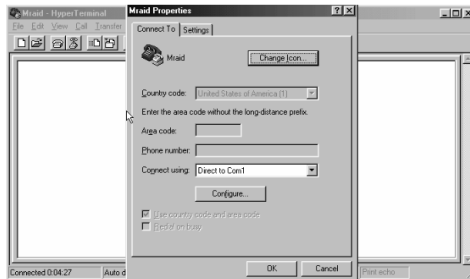 Mraid - HyperTerminal
File Edit View Call Transfer
Mraid Properties
Connect To
Settings
Mraid
Change Icon...
Country code:
United States of America (1)
Enter the area code without the long-distance prefix.
Area code:
Phone number:
Connect using:
Direct to Com1
Configure...
Use country code and area code
Redial on busy
OK
Cancel
Connected 0:04:27
Auto d
Print echo